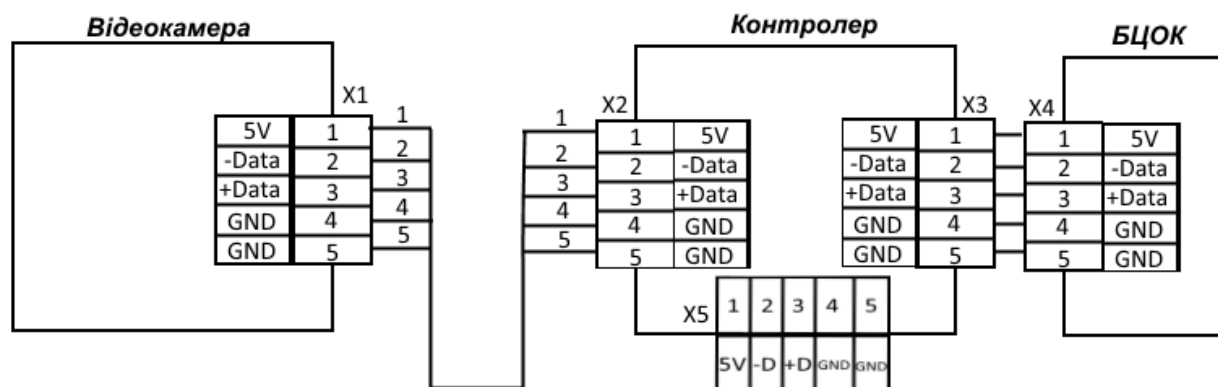 Відеокамера
Контролер
БЦОК
X1
5V 1 1
-Data 2 2
+Data 3 3
GND 4 4
GND 5 5
X2
1 1 5V
2 2 -Data
3 3 +Data
4 4 GND
5 5 GND
X3
5V 1
-Data 2
+Data 3
GND 4
GND 5
X4
1 5V
2 -Data
3 +Data
4 GND
5 GND
X5
1 2 3 4 5
5V -D +D GND GND